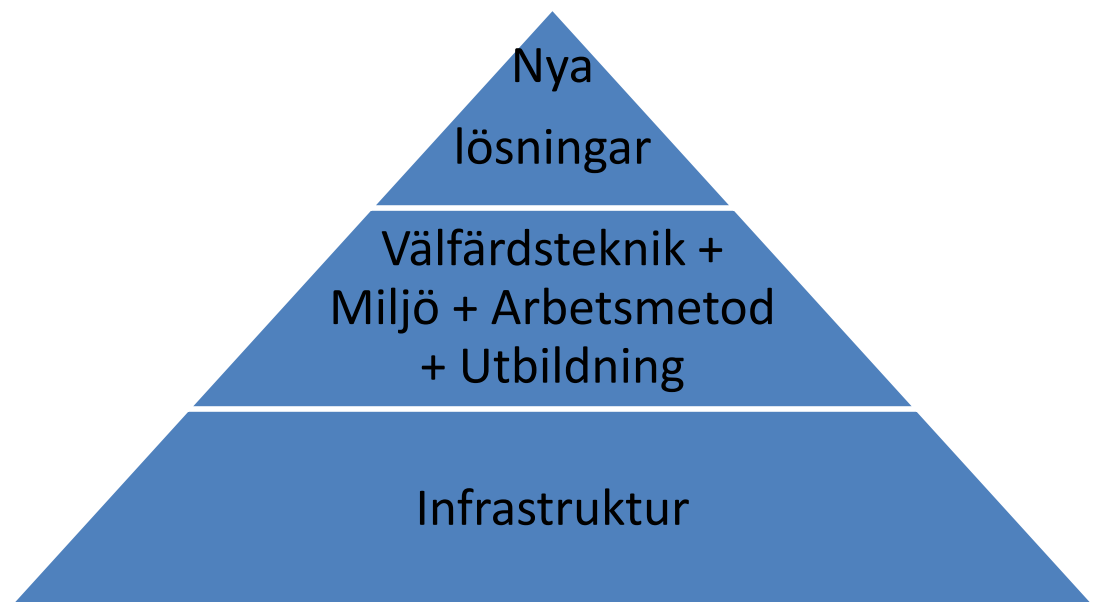 Nya
lösningar
Välfärdsteknik +
Miljö + Arbetsmetod
+ Utbildning
Infrastruktur